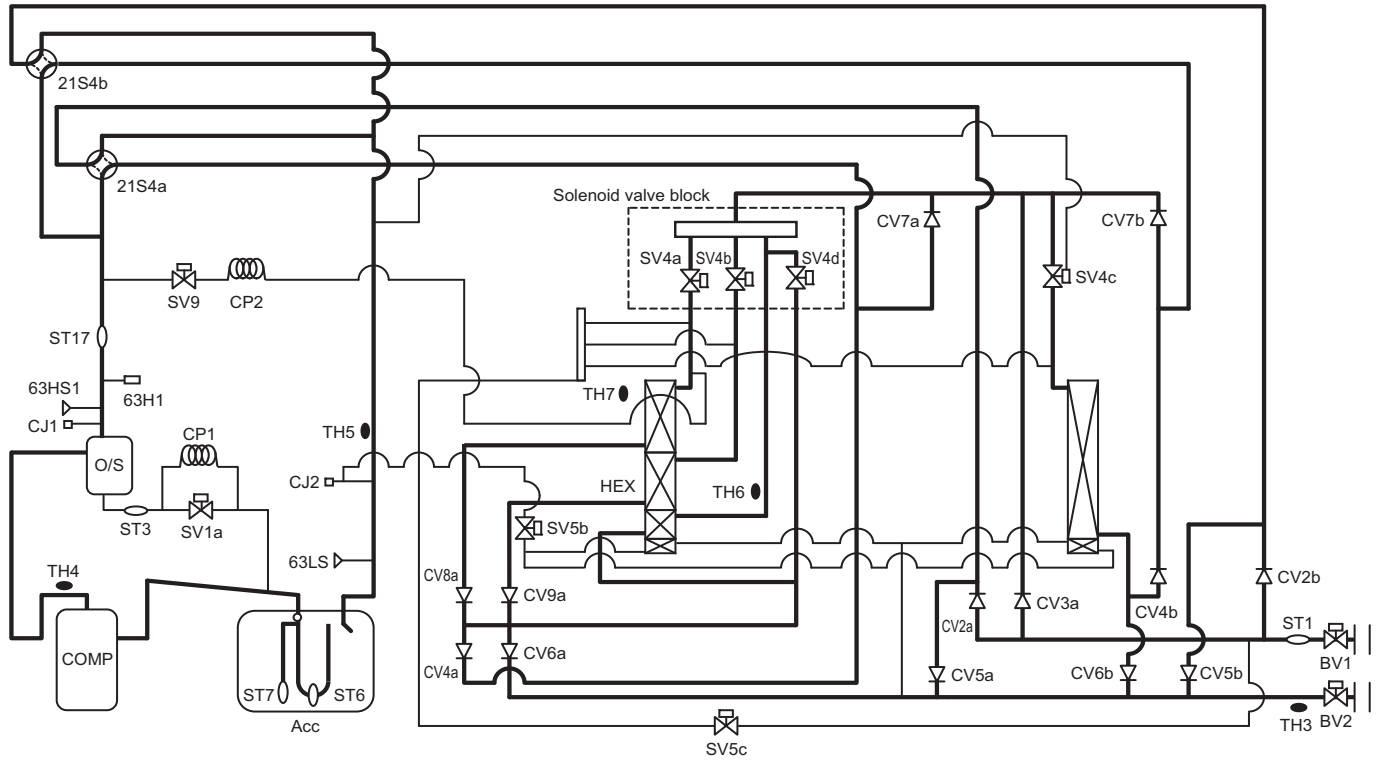 21S4b
21S4a
Solenoid valve block
CV7a
CV7b
SV4a
SV4b
SV4d
SV4c
SV9
CP2
ST17
63HS1
63H1
CJ1
TH7
TH5
CP1
O/S
CJ2
HEX
TH6
ST3
SV1a
SV5b
63LS
TH4
CV8a
CV9a
CV3a
CV4b
CV2b
CV2a
ST1
COMP
CV4a
CV6a
BV1
ST7
ST6
CV5a
CV6b
CV5b
Acc
TH3
BV2
SV5c